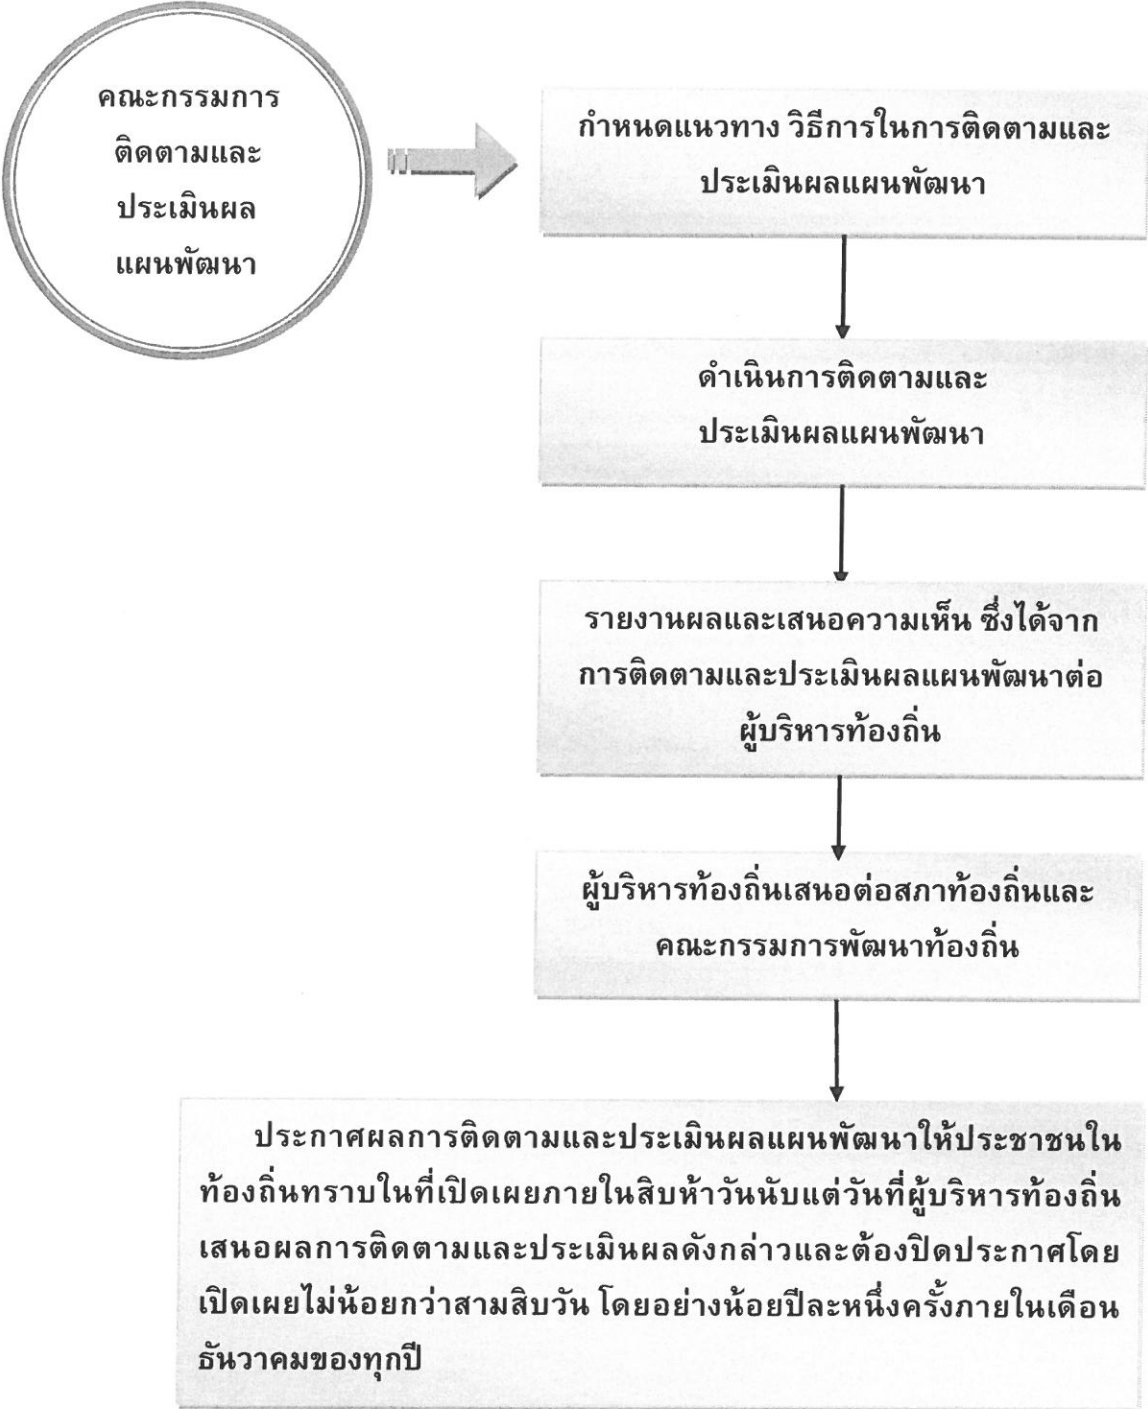 คณะกรรมการ
ติดตามและ
ประเมินผล
แผนพัฒนา
กำหนดแนวทาง วิธีการในการติดตามและ
ประเมินผลแผนพัฒนา
ดำเนินการติดตามและ
ประเมินผลแผนพัฒนา
รายงานผลและเสนอความเห็น ซึ่งได้จาก
การติดตามและประเมินผลแผนพัฒนาต่อ
ผู้บริหารท้องถิ่น
ผู้บริหารท้องถิ่นเสนอต่อสภาท้องถิ่นและ
คณะกรรมการพัฒนาท้องถิ่น
ประกาศผลการติดตามและประเมินผลแผนพัฒนาให้ประชาชนใน
ท้องถิ่นทราบในที่เปิดเผยภายในสิบห้าวันนับแต่วันที่ผู้บริหารท้องถิ่น
เสนอผลการติดตามและประเมินผลดังกล่าวและต้องปิดประกาศโดย
เปิดเผยไม่น้อยกว่าสามสิบวัน โดยอย่างน้อยปีละหนึ่งครั้งภายในเดือน
ธันวาคมของทุกปี